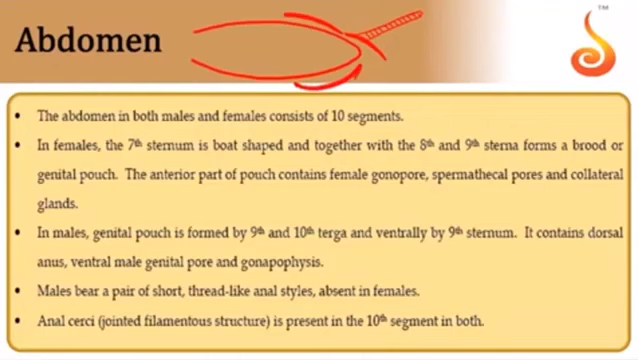 Abdomen
TM
• The abdomen in both males and females consists of 10 segments.
• In females, the 7th sternum is boat shaped and together with the 8th and 9th sterna forms a brood or
genital pouch. The anterior part of pouch contains female gonopore, spermathecal pores and collateral
glands.
• In males, genital pouch is formed by 9th and 10th terga and ventrally by 9th sternum. It contains dorsal
anus, ventral male genital pore and gonapophysis.
• Males bear a pair of short, thread-like anal styles, absent in females.
• Anal cerci (jointed filamentous structure) is present in the 10th segment in both.